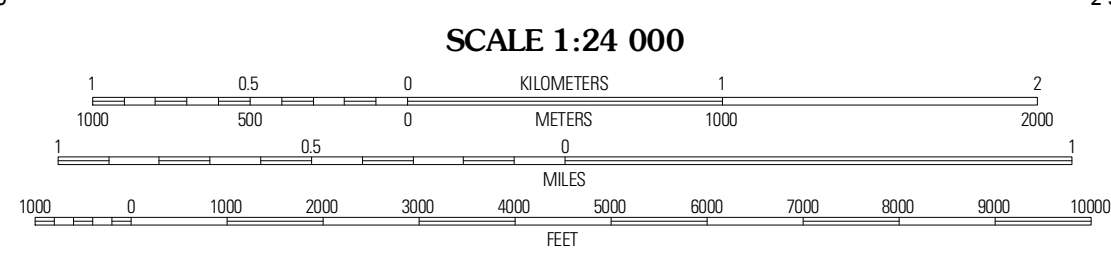 SCALE 1:24 000
1 0.5 0 KILOMETERS 1 2
1000 500 0 METERS 1000 2000
1 0.5 0 1
MILES
1000 0 1000 2000 3000 4000 5000 6000 7000 8000 9000 10000
FEET